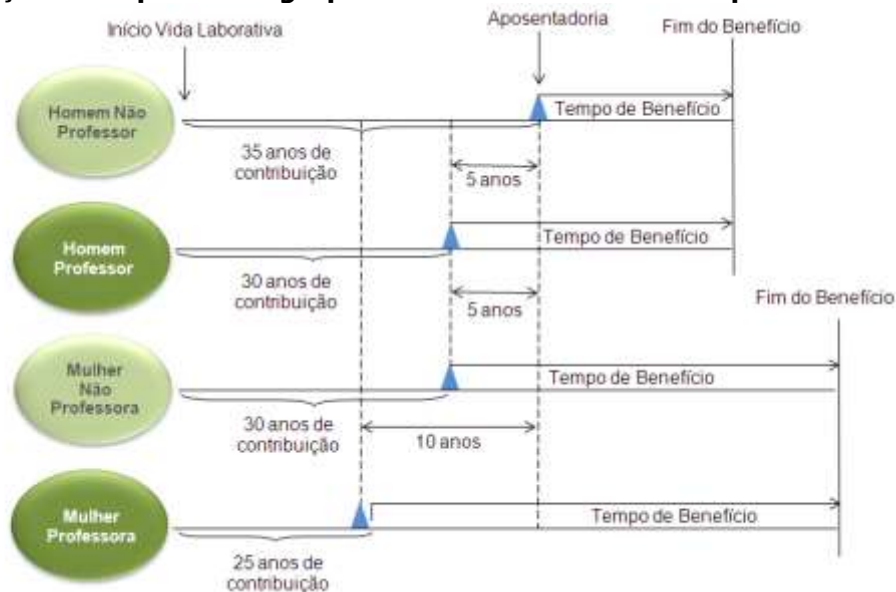 Início Vida Laborativa
Aposentadoria
Fim do Benefício
Homem Não
Professor
Tempo de Benefício
35 anos de
contribuição
5 anos
Homem
Professor
Tempo de Benefício
30 anos de
contribuição
5 anos
Fim do Benefício
Mulher
Não
Professora
Tempo de Benefício
30 anos de
contribuição
10 anos
Mulher
Professora
Tempo de Benefício
25 anos de
contribuição